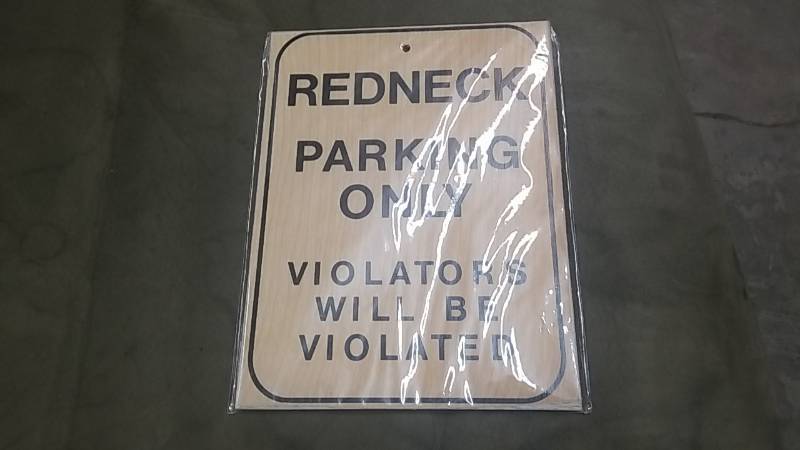 REDNECK
PARKING
ONLY
VIOLATORS
WILL BE
VIOLATED